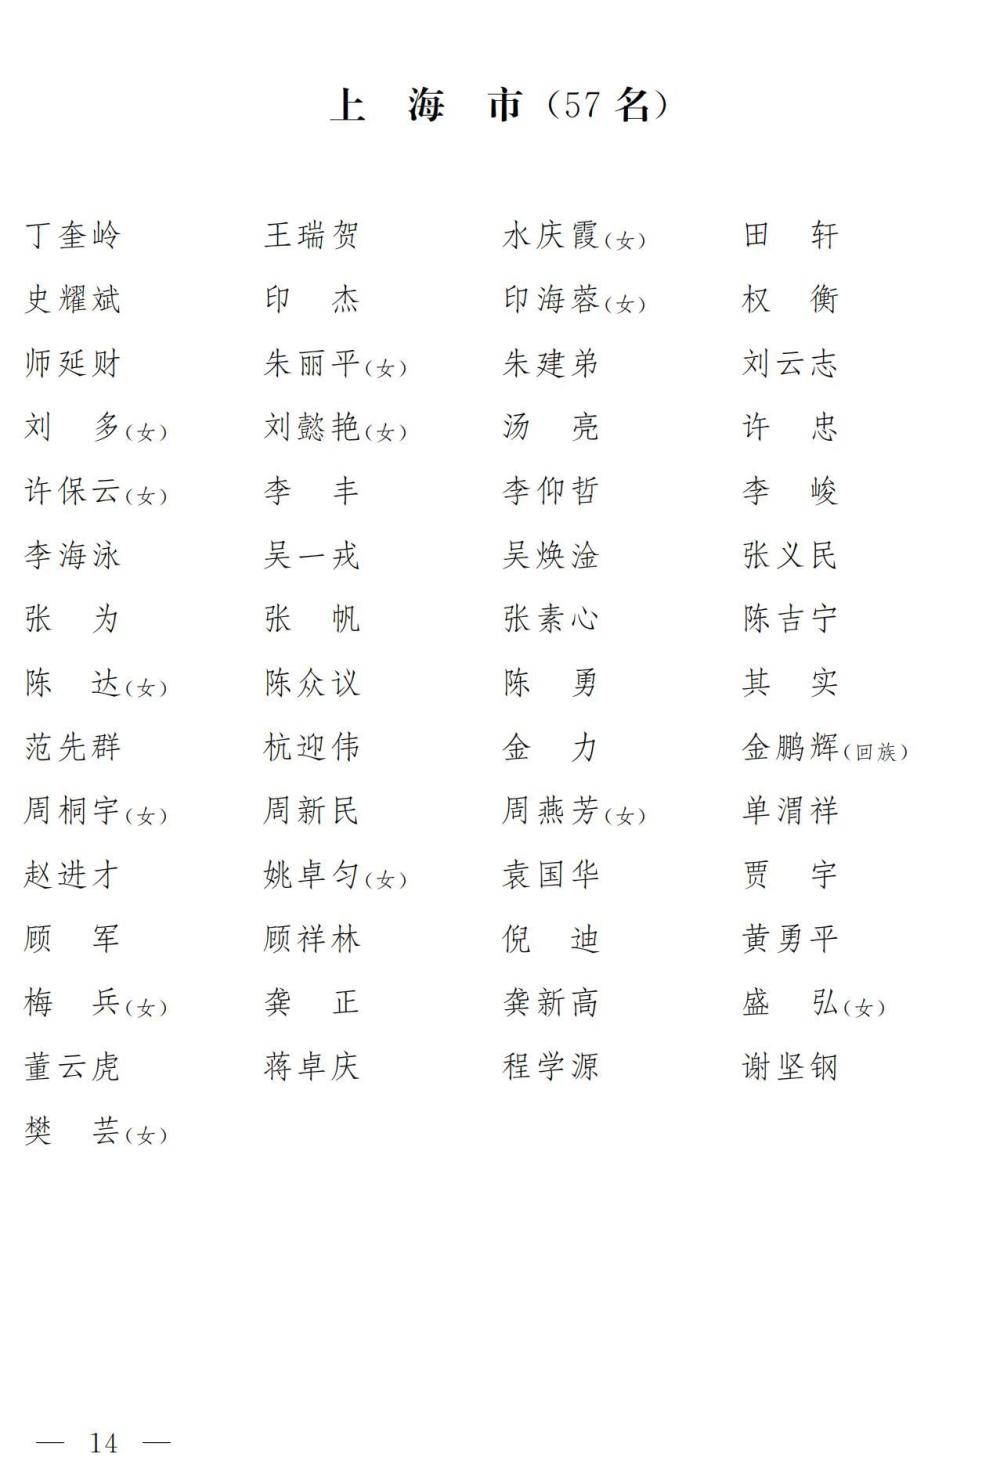 上 海 市（57 名）
丁奎岭 王瑞贺 水庆霞（女） 田　轩
史耀斌 印　杰 印海蓉（女） 权　衡
师延财 朱丽平（女） 朱建弟 刘云志
刘　多（女） 刘懿艳（女） 汤　亮 许　忠
许保云（女） 李　丰 李仰哲 李　峻
李海泳 吴一戎 吴焕淦 张义民
张　为 张　帆 张素心 陈吉宁
陈　达（女） 陈众议 陈　勇 其　实
范先群 杭迎伟 金　力 金鹏辉（回族）
周桐宇（女） 周新民 周燕芳（女） 单渭祥
赵进才 姚卓匀（女） 袁国华 贾　宇
顾　军 顾祥林 倪　迪 黄勇平
梅　兵（女） 龚　正 龚新高 盛　弘（女）
董云虎 蒋卓庆 程学源 谢坚钢
樊　芸（女）
— 14 —